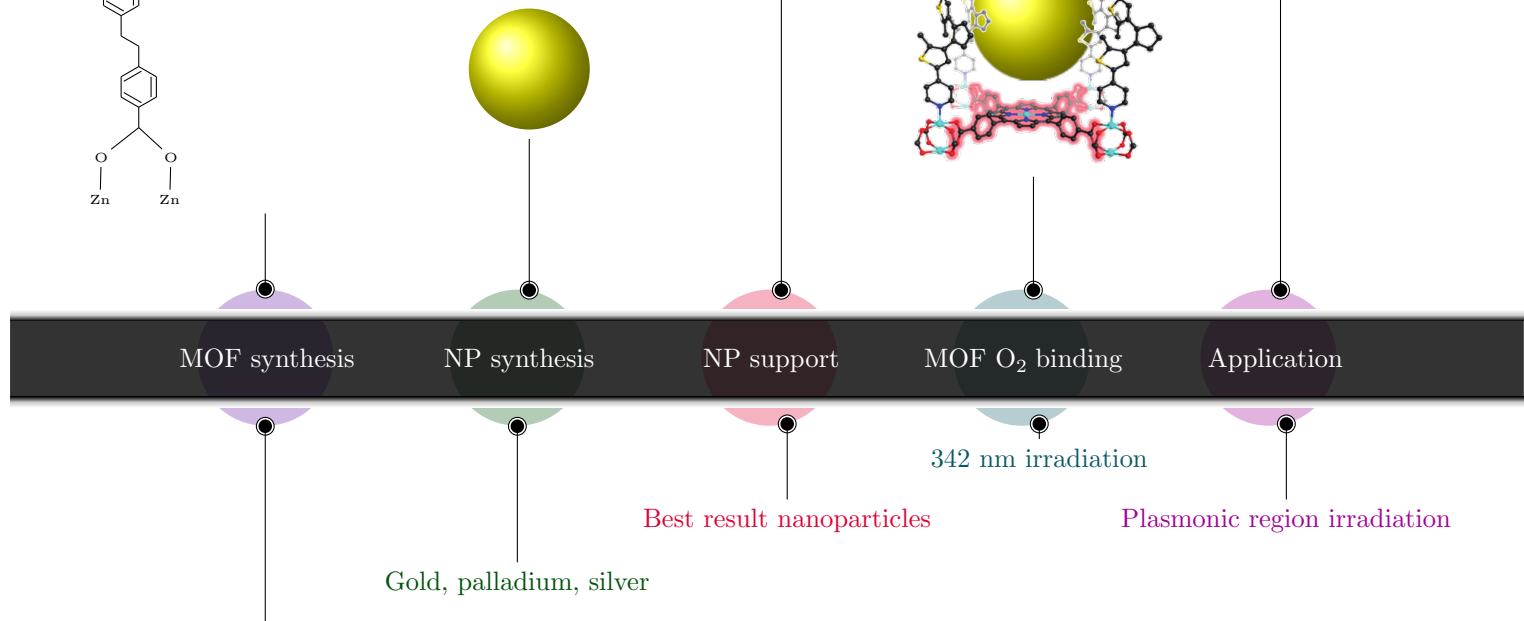 O O
Zn Zn
MOF synthesis
NP synthesis
NP support
MOF O₂ binding
Application
342 nm irradiation
Best result nanoparticles
Plasmonic region irradiation
Gold, palladium, silver